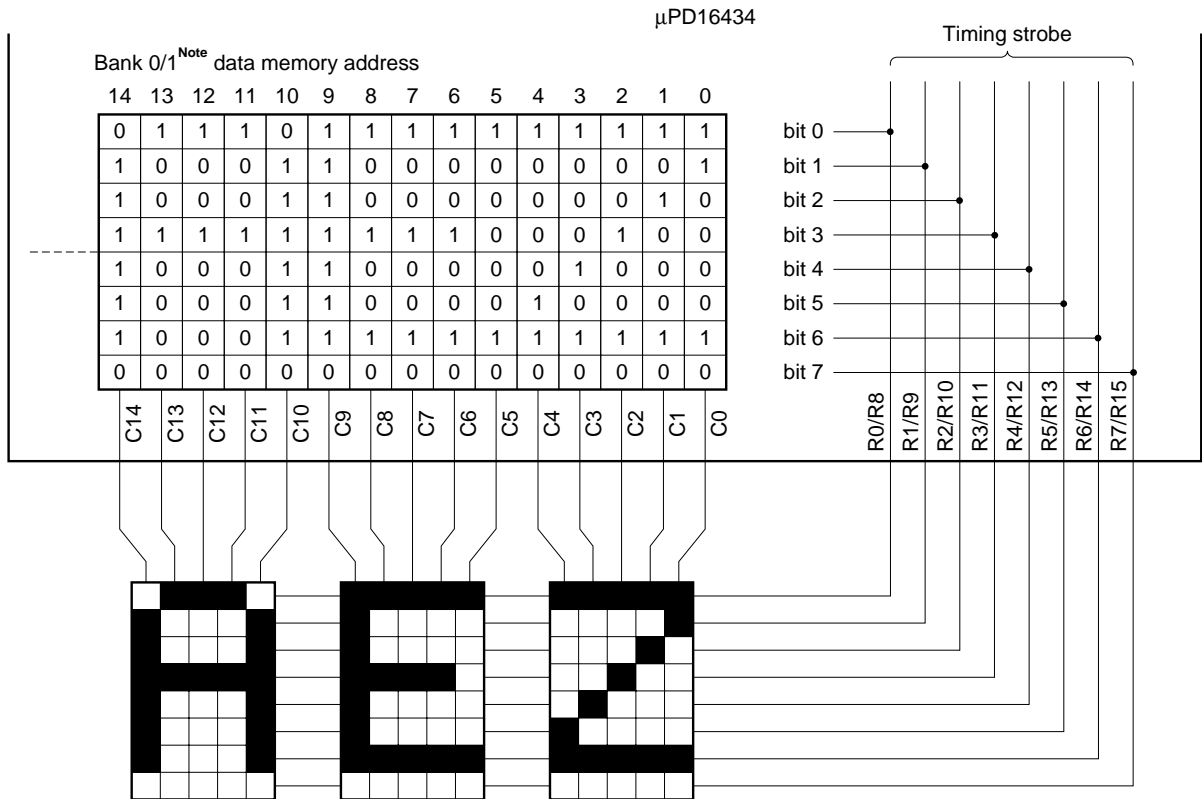 μPD16434
Timing strobe
Bank 0/1Note data memory address
14 13 12 11 10 9 8 7 6 5 4 3 2 1 0
0 1 1 1 0 1 1 1 1 1 1 1 1 1 1 bit 0
1 0 0 0 1 1 0 0 0 0 0 0 0 0 1 bit 1
1 0 0 0 1 1 0 0 0 0 0 0 0 1 0 bit 2
1 1 1 1 1 1 1 1 1 0 0 0 1 0 0 bit 3
1 0 0 0 1 1 0 0 0 0 0 1 0 0 0 bit 4
1 0 0 0 1 1 0 0 0 0 1 0 0 0 0 bit 5
1 0 0 0 1 1 1 1 1 1 1 1 1 1 1 bit 6
0 0 0 0 0 0 0 0 0 0 0 0 0 0 0 bit 7
C14 C13 C12 C11 C10 C9 C8 C7 C6 C5 C4 C3 C2 C1 C0
R0/R8 R1/R9 R2/R10 R3/R11 R4/R12 R5/R13 R6/R14 R7/R15